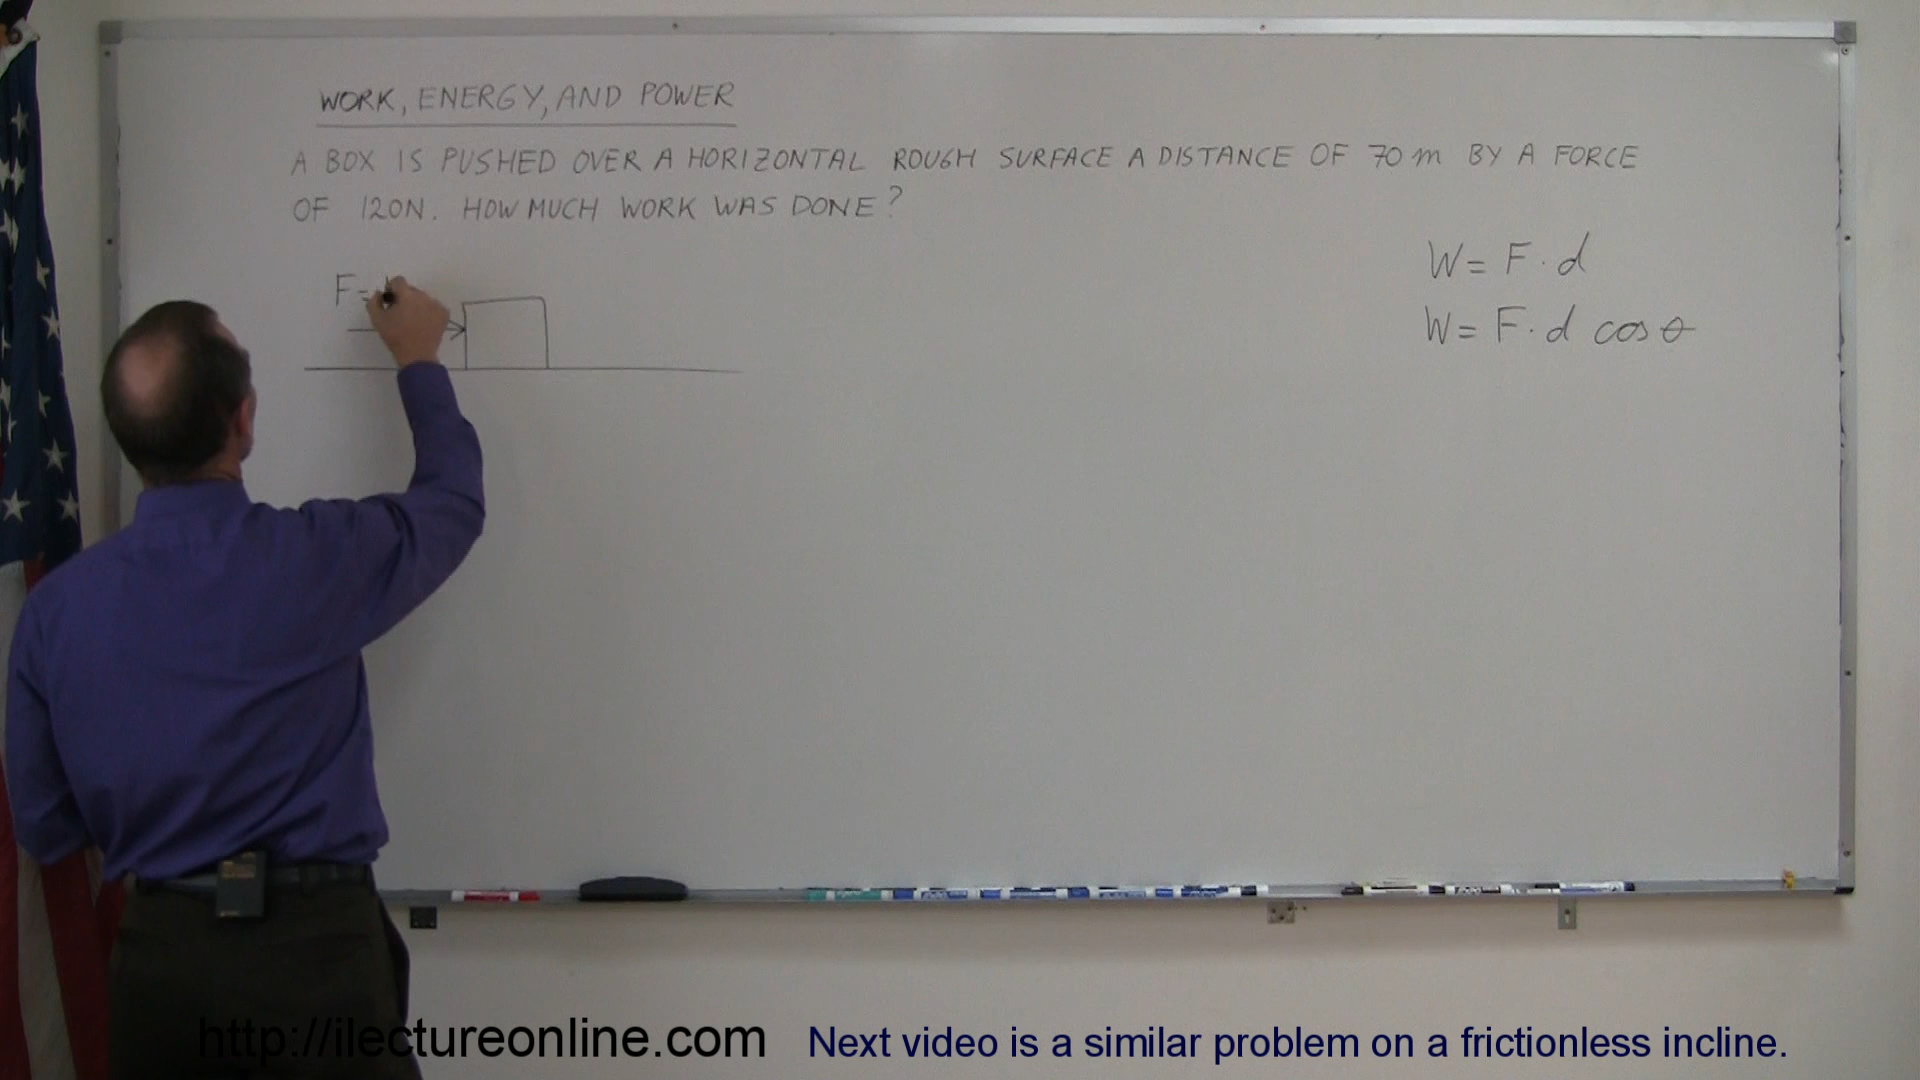 WORK, ENERGY, AND POWER
A BOX IS PUSHED OVER A HORIZONTAL ROUGH SURFACE A DISTANCE OF 70 m BY A FORCE
OF 120N. HOW MUCH WORK WAS DONE?
W = F · d
W = F · d cos θ
F =
http://ilectureonline.com Next video is a similar problem on a frictionless incline.